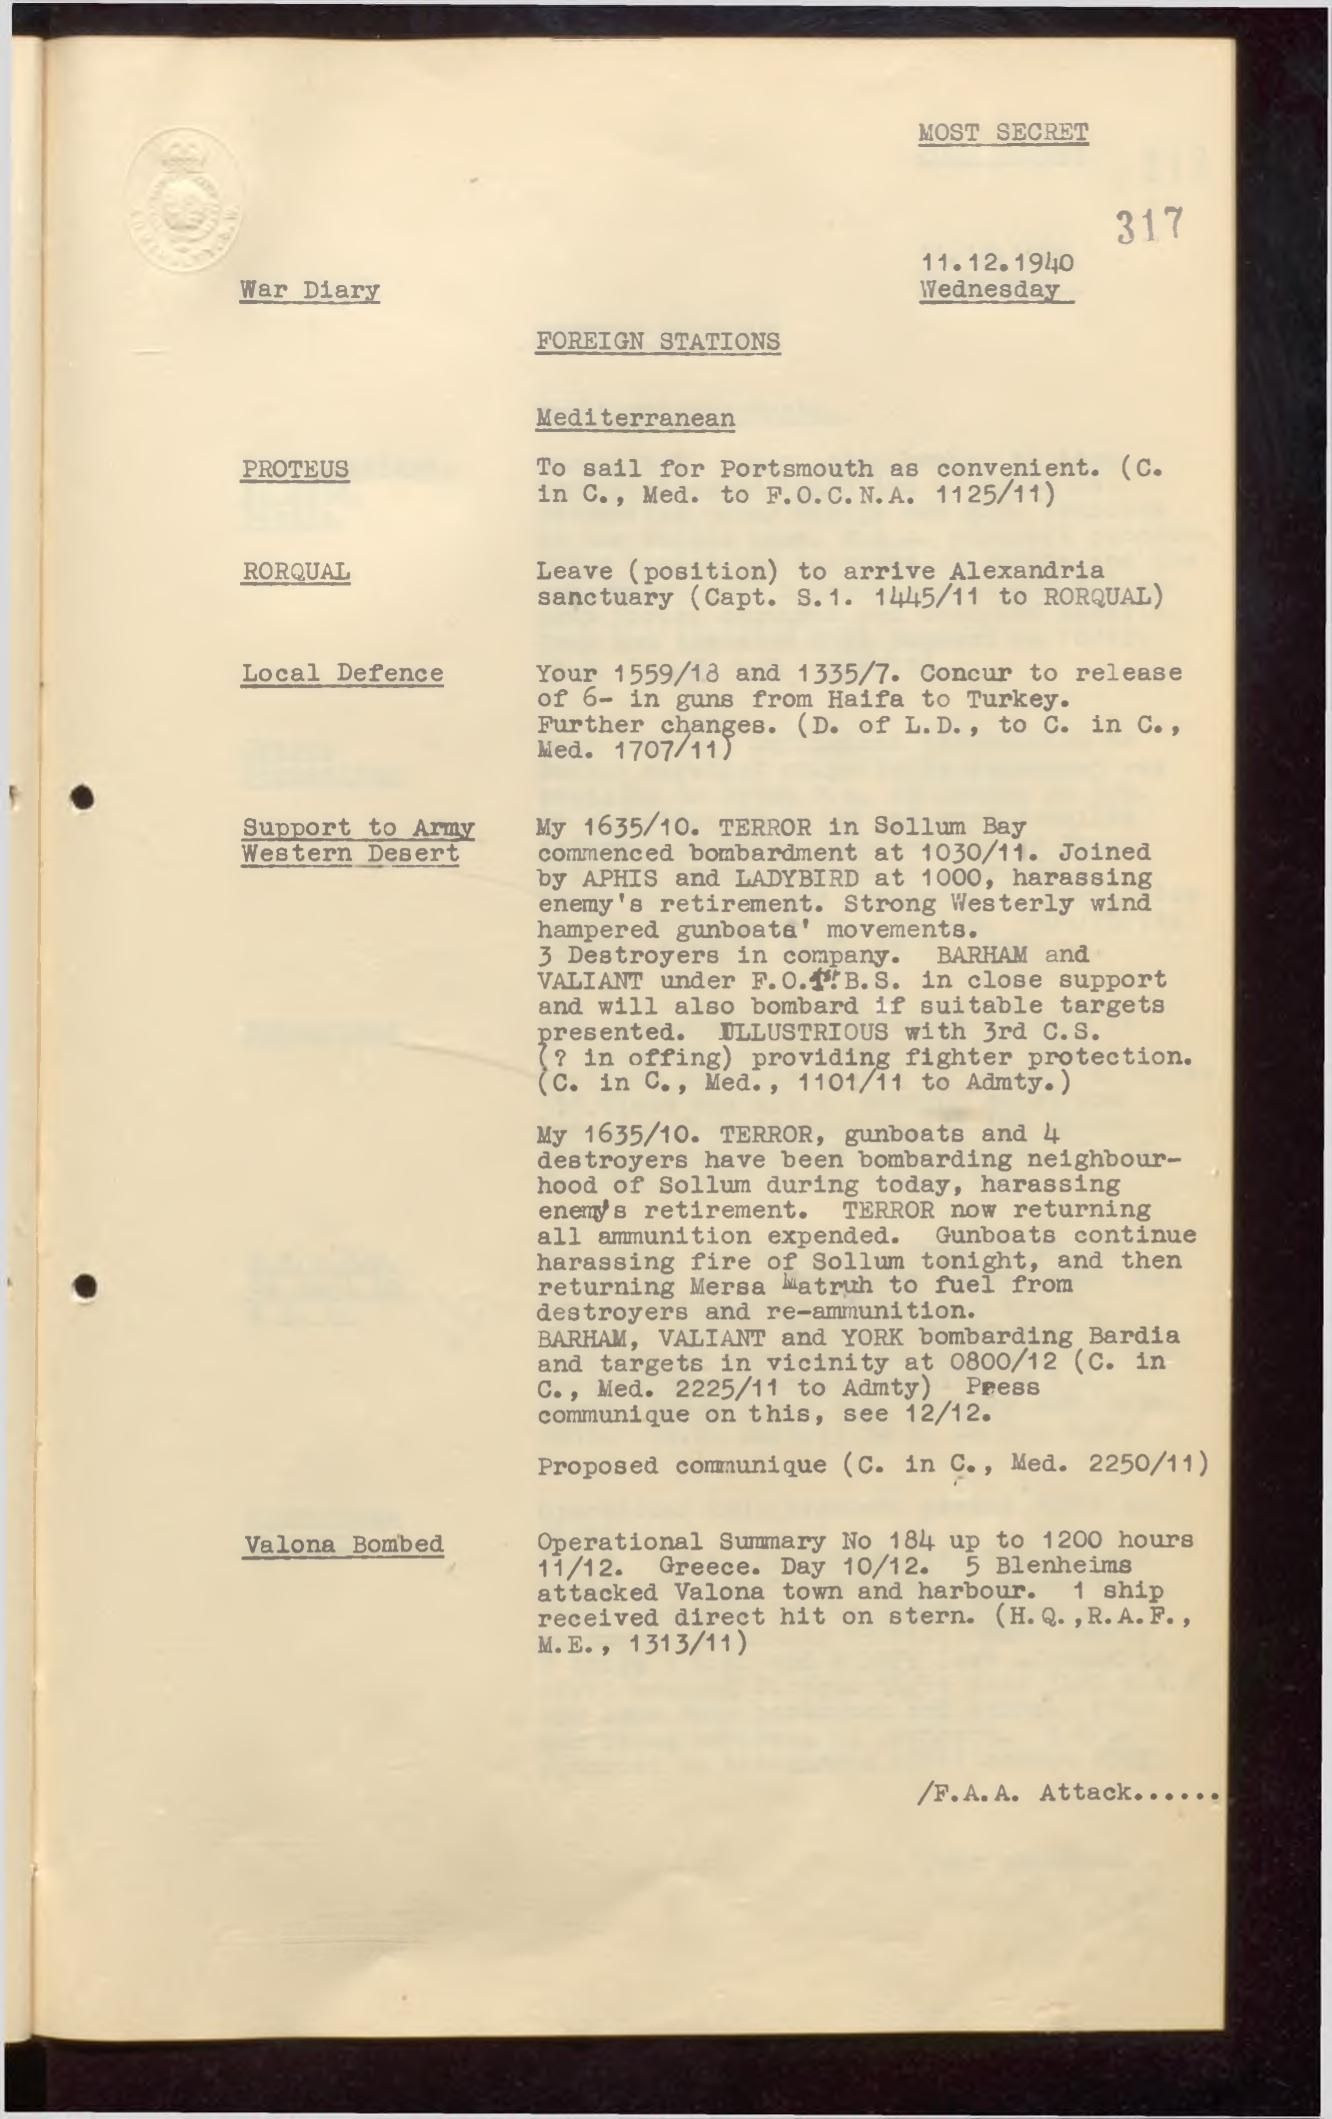 MOST SECRET
317
11.12.1940
War Diary
Wednesday
FOREIGN STATIONS
Mediterranean
PROTEUS
To sail for Portsmouth as convenient. (C.
in C., Med. to F.O.C.N.A. 1125/11)
RORQUAL
Leave (position) to arrive Alexandria
sanctuary (Capt. S.1. 1445/11 to RORQUAL)
Local Defence
Your 1559/18 and 1335/7. Concur to release
of 6- in guns from Haifa to Turkey.
Further changes. (D. of L.D., to C. in C.,
Med. 1707/11)
Support to Army
Western Desert
My 1635/10. TERROR in Sollum Bay
commenced bombardment at 1030/11. Joined
by APHIS and LADYBIRD at 1000, harassing
enemy's retirement. Strong Westerly wind
hampered gunboats' movements.
3 Destroyers in company. BARHAM and
VALIANT under F.O. 1st B.S. in close support
and will also bombard if suitable targets
presented. ILLUSTRIOUS with 3rd C.S.
(? in offing) providing fighter protection.
(C. in C., Med., 1101/11 to Admty.)
My 1635/10. TERROR, gunboats and 4
destroyers have been bombarding neighbour-
hood of Sollum during today, harassing
enemy's retirement. TERROR now returning
all ammunition expended. Gunboats continue
harassing fire of Sollum tonight, and then
returning Mersa Matruh to fuel from
destroyers and re-ammunition.
BARHAM, VALIANT and YORK bombarding Bardia
and targets in vicinity at 0800/12 (C. in
C., Med. 2225/11 to Admty) Press
communique on this, see 12/12.
Proposed communique (C. in C., Med. 2250/11)
Valona Bombed
Operational Summary No 184 up to 1200 hours
11/12. Greece. Day 10/12. 5 Blenheims
attacked Valona town and harbour. 1 ship
received direct hit on stern. (H.Q.,R.A.F.,
M.E., 1313/11)
/F.A.A. Attack......